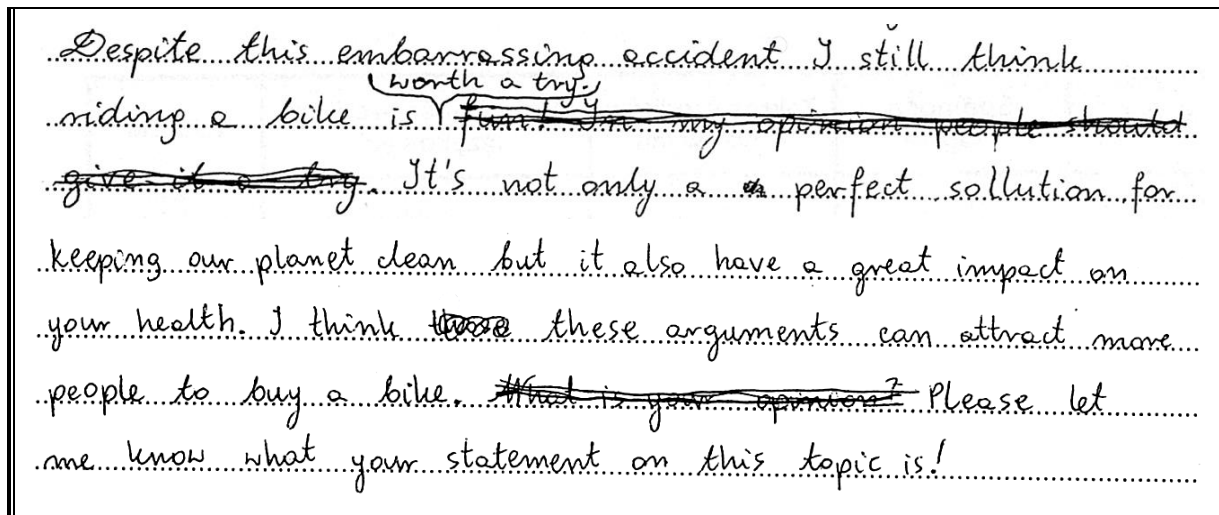 Despite this embarrassing accident I still think
worth a try.
riding a bike is fun! In my opinion people should
give it a try. It's not only a perfect sollution for
keeping our planet clean but it also have a great impact on
your health. I think those these arguments can attract more
people to buy a bike. What is your opinion? Please let
me know what your statement on this topic is!